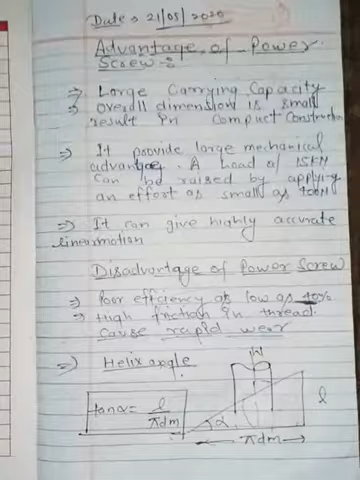 Date > 21/05/2020
Advantage of Power
Screw :-
⇒ Large Carrying Capacity
⇒ overall dimension is small
result in Compact Construction
⇒ It provide large mechanical
advantage. A Load of 15KN
Can be raised by applying
an effort as small as 400N
⇒ It can give highly accurate
linearmotion
Disadvantage of Power Screw
⇒ Poor efficiency as low as 40%
⇒ High friction in thread
Cause rapid wear
⇒ Helix angle
W
tanα = l/πdm
α
l
πdm